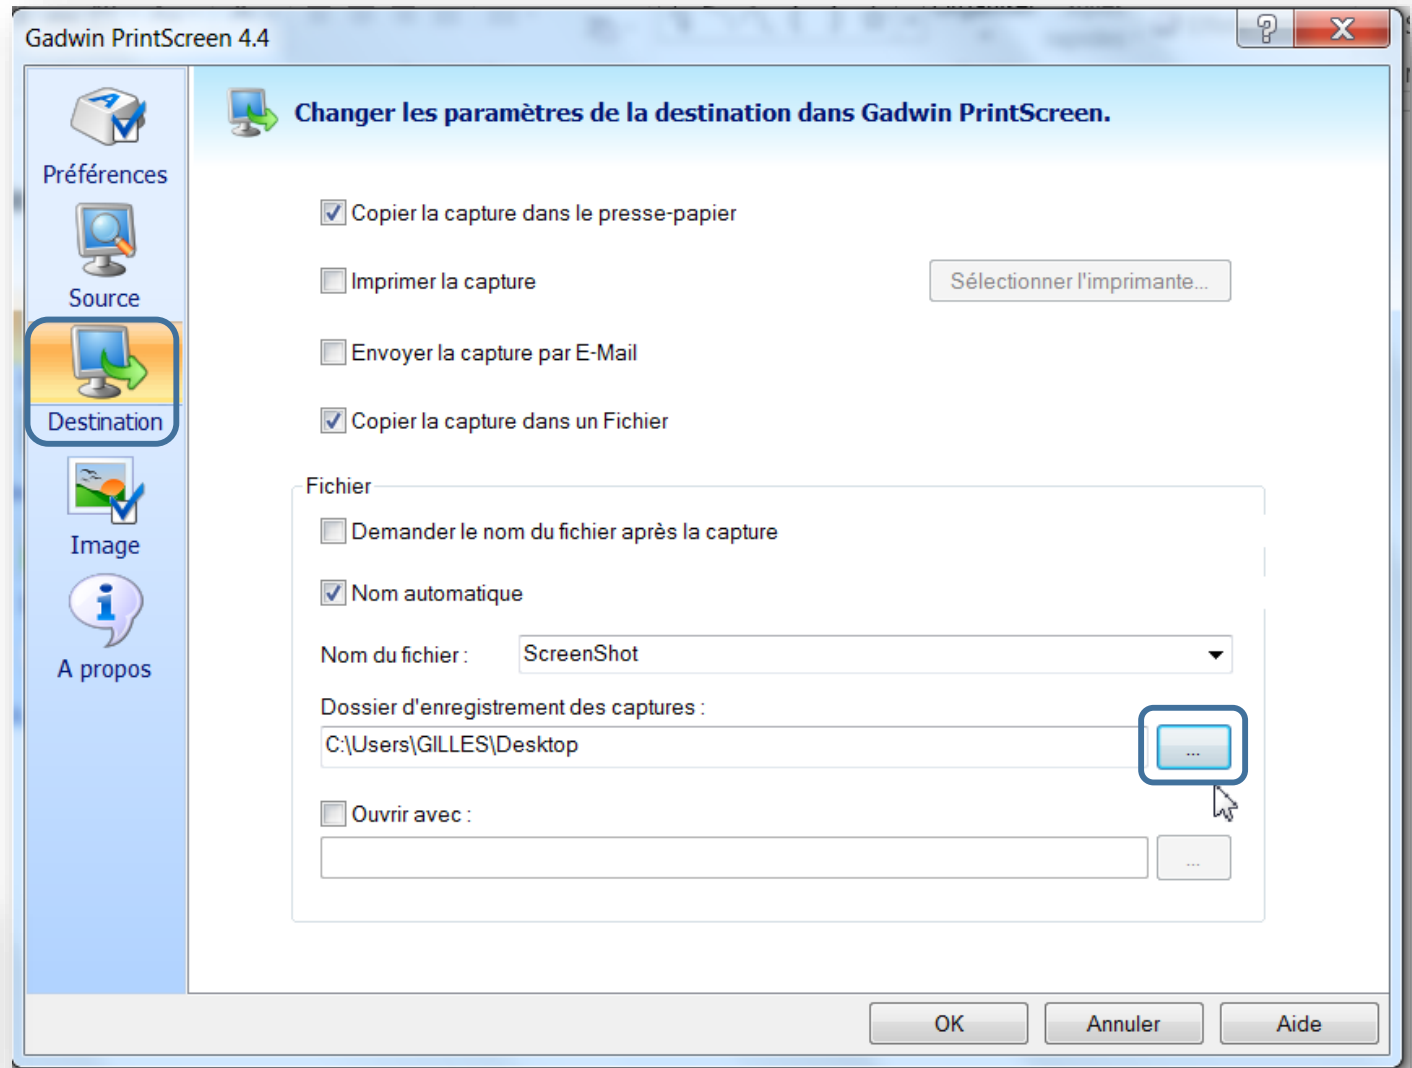 Gadwin PrintScreen 4.4
Changer les paramètres de la destination dans Gadwin PrintScreen.
Préférences
Source
Destination
Image
A propos
Copier la capture dans le presse-papier
Imprimer la capture
Sélectionner l'imprimante...
Envoyer la capture par E-Mail
Copier la capture dans un Fichier
Fichier
Demander le nom du fichier après la capture
Nom automatique
Nom du fichier :
ScreenShot
Dossier d'enregistrement des captures :
C:\Users\GILLES\Desktop
...
Ouvrir avec :
...
OK
Annuler
Aide